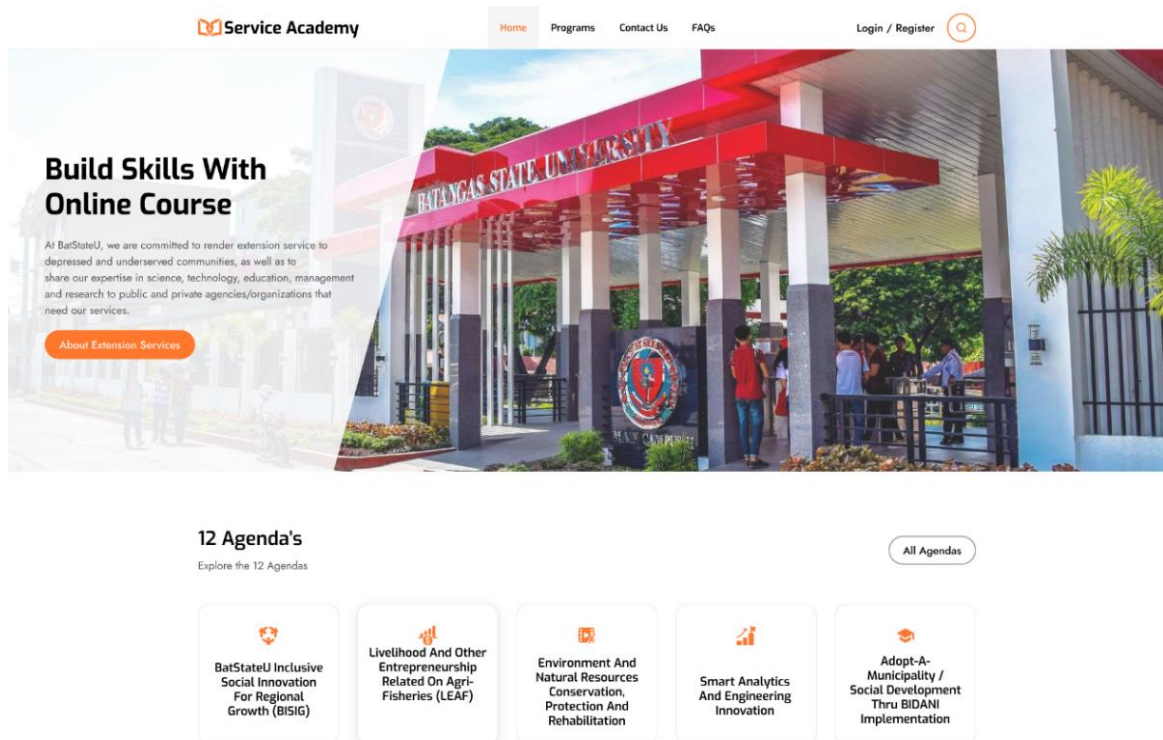 Service Academy
Home Programs Contact Us FAQs
Login / Register
Build Skills With
Online Course
At BatStateU, we are committed to render extension service to
depressed and underserved communities, as well as to
share our expertise in science, technology, education, management
and research to public and private agencies/organizations that
need our services.
About Extension Services
BATANGAS STATE UNIVERSITY
12 Agenda's
Explore the 12 Agendas
All Agendas
BatStateU Inclusive
Social Innovation
For Regional
Growth (BISIG)
Livelihood And Other
Entrepreneurship
Related On Agri-
Fisheries (LEAF)
Environment And
Natural Resources
Conservation,
Protection And
Rehabilitation
Smart Analytics
And Engineering
Innovation
Adopt-A-
Municipality /
Social Development
Thru BIDANI
Implementation